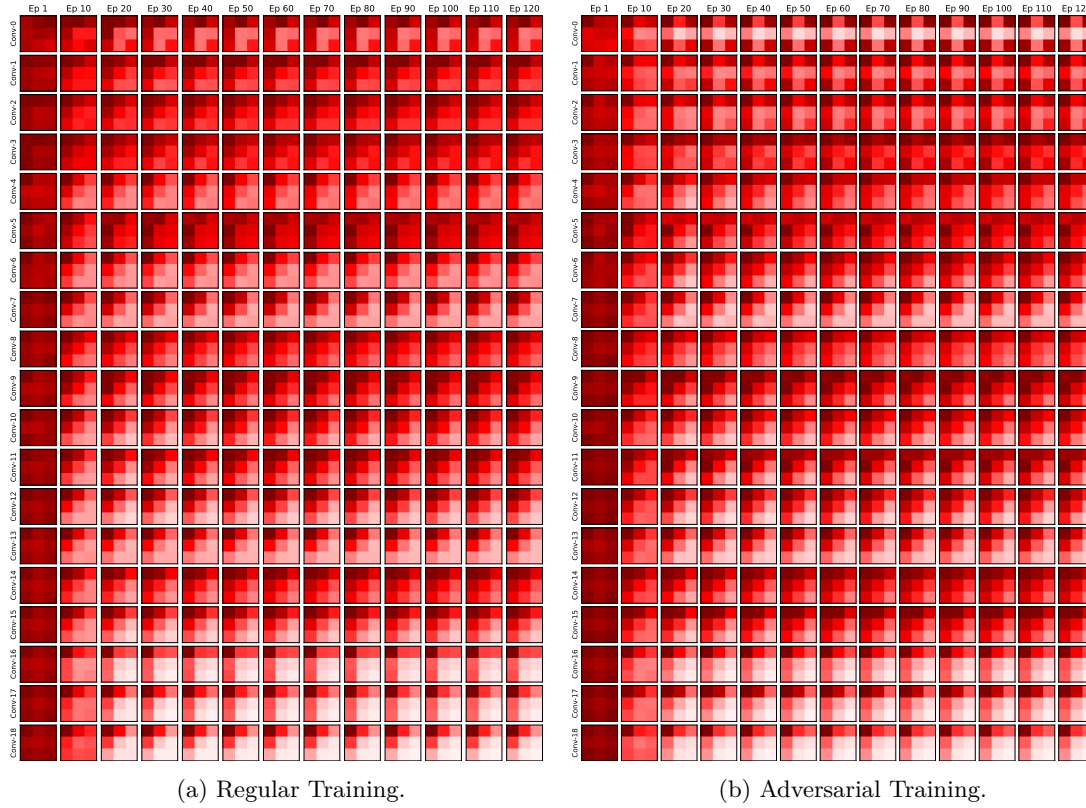 Ep 1 Ep 10 Ep 20 Ep 30 Ep 40 Ep 50 Ep 60 Ep 70 Ep 80 Ep 90 Ep 100 Ep 110 Ep 120
Conv-0
Conv-1
Conv-2
Conv-3
Conv-4
Conv-5
Conv-6
Conv-7
Conv-8
Conv-9
Conv-10
Conv-11
Conv-12
Conv-13
Conv-14
Conv-15
Conv-16
Conv-17
Conv-18
(a) Regular Training.
Ep 1 Ep 10 Ep 20 Ep 30 Ep 40 Ep 50 Ep 60 Ep 70 Ep 80 Ep 90 Ep 100 Ep 110 Ep 12
Conv-0
Conv-1
Conv-2
Conv-3
Conv-4
Conv-5
Conv-6
Conv-7
Conv-8
Conv-9
Conv-10
Conv-11
Conv-12
Conv-13
Conv-14
Conv-15
Conv-16
Conv-17
Conv-18
(b) Adversarial Training.